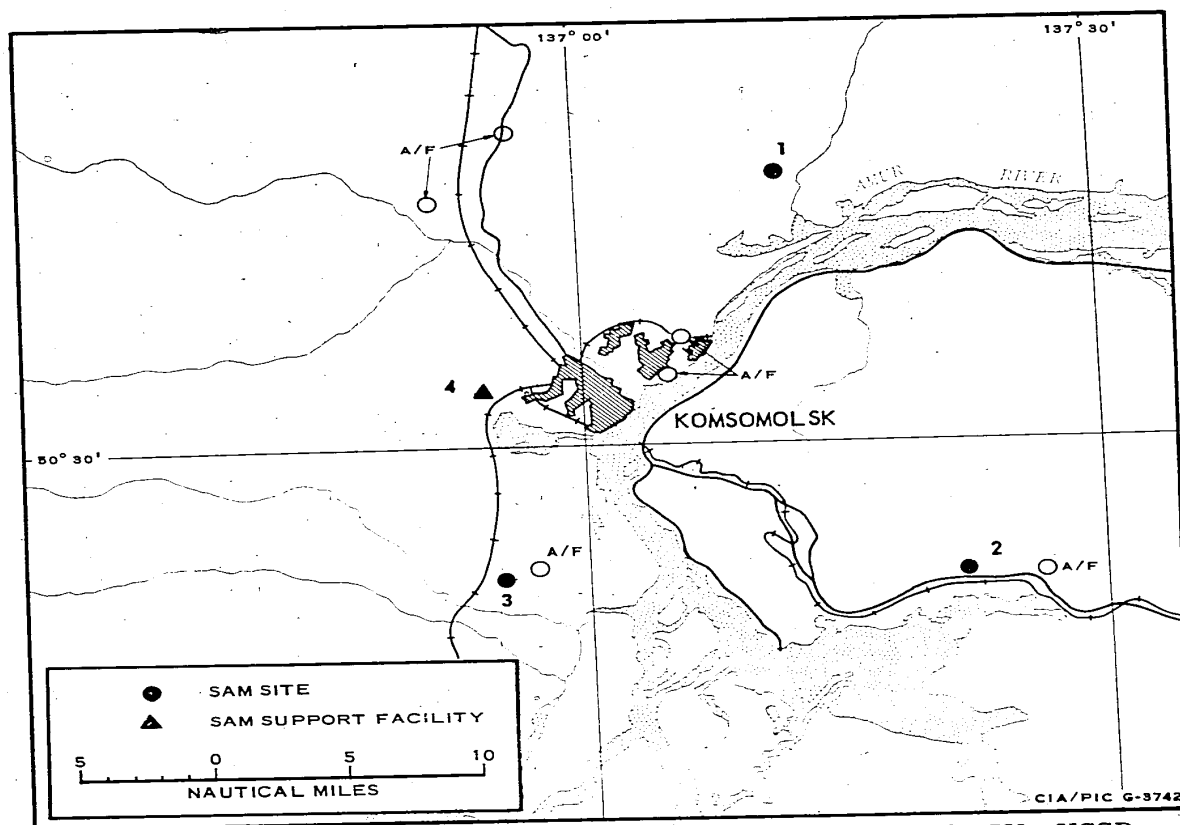 137° 00'
137° 30'
A/F
1
AMUR RIVER
A/F
4
KOMSOMOLSK
50° 30'
A/F
3
2
A/F
SAM SITE
SAM SUPPORT FACILITY
5 0 5 10
NAUTICAL MILES
CIA/PIC G-3742